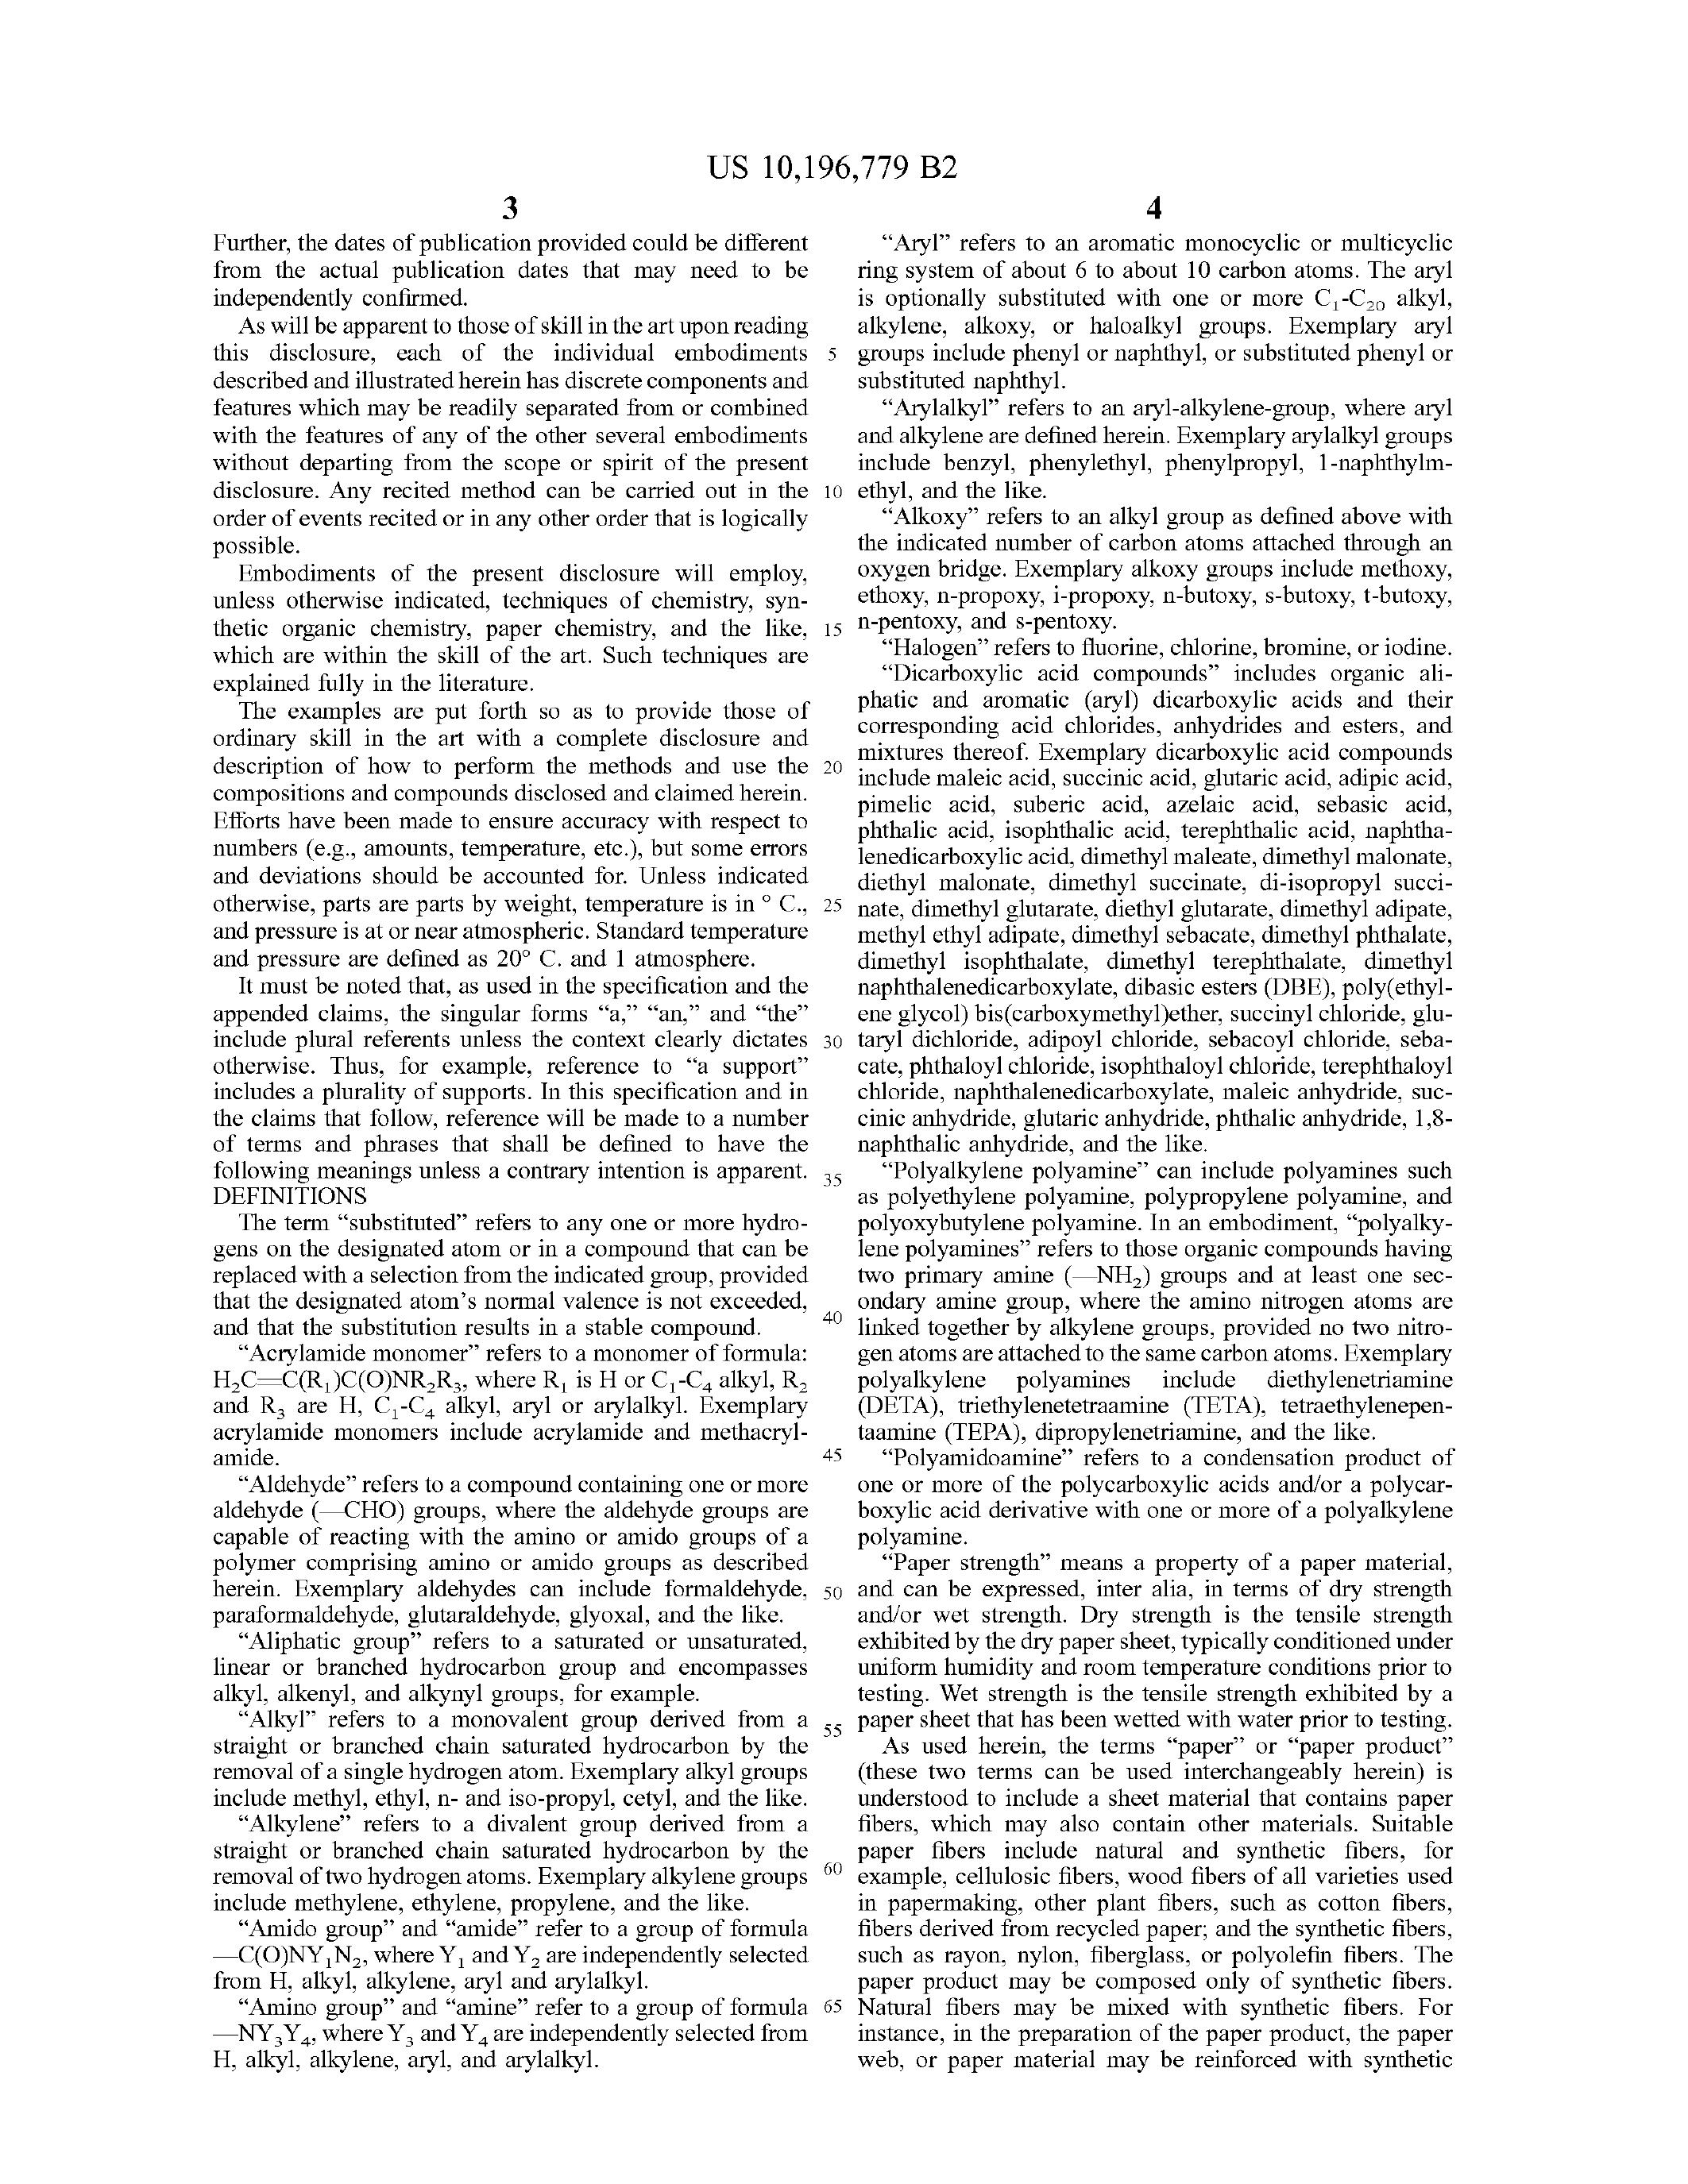 US 10,196,779 B2
3
Further, the dates of publication provided could be different
from the actual publication dates that may need to be
independently confirmed.
As will be apparent to those of skill in the art upon reading
this disclosure, each of the individual embodiments
described and illustrated herein has discrete components and
features which may be readily separated from or combined
with the features of any of the other several embodiments
without departing from the scope or spirit of the present
disclosure. Any recited method can be carried out in the
order of events recited or in any other order that is logically
possible.
Embodiments of the present disclosure will employ,
unless otherwise indicated, techniques of chemistry, syn-
thetic organic chemistry, paper chemistry, and the like,
which are within the skill of the art. Such techniques are
explained fully in the literature.
The examples are put forth so as to provide those of
ordinary skill in the art with a complete disclosure and
description of how to perform the methods and use the
compositions and compounds disclosed and claimed herein.
Efforts have been made to ensure accuracy with respect to
numbers (e.g., amounts, temperature, etc.), but some errors
and deviations should be accounted for. Unless indicated
otherwise, parts are parts by weight, temperature is in ° C.,
and pressure is at or near atmospheric. Standard temperature
and pressure are defined as 20° C. and 1 atmosphere.
It must be noted that, as used in the specification and the
appended claims, the singular forms “a,” “an,” and “the”
include plural referents unless the context clearly dictates
otherwise. Thus, for example, reference to “a support”
includes a plurality of supports. In this specification and in
the claims that follow, reference will be made to a number
of terms and phrases that shall be defined to have the
following meanings unless a contrary intention is apparent.
DEFINITIONS
The term “substituted” refers to any one or more hydro-
gens on the designated atom or in a compound that can be
replaced with a selection from the indicated group, provided
that the designated atom’s normal valence is not exceeded,
and that the substitution results in a stable compound.
“Acrylamide monomer” refers to a monomer of formula:
H₂C═C(R₁)C(O)NR₂R₃, where R₁ is H or C₁-C₄ alkyl, R₂
and R₃ are H, C₁-C₄ alkyl, aryl or arylalkyl. Exemplary
acrylamide monomers include acrylamide and methacryl-
amide.
“Aldehyde” refers to a compound containing one or more
aldehyde (—CHO) groups, where the aldehyde groups are
capable of reacting with the amino or amido groups of a
polymer comprising amino or amido groups as described
herein. Exemplary aldehydes can include formaldehyde,
paraformaldehyde, glutaraldehyde, glyoxal, and the like.
“Aliphatic group” refers to a saturated or unsaturated,
linear or branched hydrocarbon group and encompasses
alkyl, alkenyl, and alkynyl groups, for example.
“Alkyl” refers to a monovalent group derived from a
straight or branched chain saturated hydrocarbon by the
removal of a single hydrogen atom. Exemplary alkyl groups
include methyl, ethyl, n- and iso-propyl, cetyl, and the like.
“Alkylene” refers to a divalent group derived from a
straight or branched chain saturated hydrocarbon by the
removal of two hydrogen atoms. Exemplary alkylene groups
include methylene, ethylene, propylene, and the like.
“Amido group” and “amide” refer to a group of formula
—C(O)NY₁N₂, where Y₁ and Y₂ are independently selected
from H, alkyl, alkylene, aryl and arylalkyl.
“Amino group” and “amine” refer to a group of formula
—NY₃Y₄, where Y₃ and Y₄ are independently selected from
H, alkyl, alkylene, aryl, and arylalkyl.
5
10
15
20
25
30
35
40
45
50
55
60
65
4
“Aryl” refers to an aromatic monocyclic or multicyclic
ring system of about 6 to about 10 carbon atoms. The aryl
is optionally substituted with one or more C₁-C₂₀ alkyl,
alkylene, alkoxy, or haloalkyl groups. Exemplary aryl
groups include phenyl or naphthyl, or substituted phenyl or
substituted naphthyl.
“Arylalkyl” refers to an aryl-alkylene-group, where aryl
and alkylene are defined herein. Exemplary arylalkyl groups
include benzyl, phenylethyl, phenylpropyl, 1-naphthylm-
ethyl, and the like.
“Alkoxy” refers to an alkyl group as defined above with
the indicated number of carbon atoms attached through an
oxygen bridge. Exemplary alkoxy groups include methoxy,
ethoxy, n-propoxy, i-propoxy, n-butoxy, s-butoxy, t-butoxy,
n-pentoxy, and s-pentoxy.
“Halogen” refers to fluorine, chlorine, bromine, or iodine.
“Dicarboxylic acid compounds” includes organic ali-
phatic and aromatic (aryl) dicarboxylic acids and their
corresponding acid chlorides, anhydrides and esters, and
mixtures thereof. Exemplary dicarboxylic acid compounds
include maleic acid, succinic acid, glutaric acid, adipic acid,
pimelic acid, suberic acid, azelaic acid, sebasic acid,
phthalic acid, isophthalic acid, terephthalic acid, naphtha-
lenedicarboxylic acid, dimethyl maleate, dimethyl malonate,
diethyl malonate, dimethyl succinate, di-isopropyl succi-
nate, dimethyl glutarate, diethyl glutarate, dimethyl adipate,
methyl ethyl adipate, dimethyl sebacate, dimethyl phthalate,
dimethyl isophthalate, dimethyl terephthalate, dimethyl
naphthalenedicarboxylate, dibasic esters (DBE), poly(ethyl-
ene glycol) bis(carboxymethyl)ether, succinyl chloride, glu-
taryl dichloride, adipoyl chloride, sebacoyl chloride, seba-
cate, phthaloyl chloride, isophthaloyl chloride, terephthaloyl
chloride, naphthalenedicarboxylate, maleic anhydride, suc-
cinic anhydride, glutaric anhydride, phthalic anhydride, 1,8-
naphthalic anhydride, and the like.
“Polyalkylene polyamine” can include polyamines such
as polyethylene polyamine, polypropylene polyamine, and
polyoxybutylene polyamine. In an embodiment, “polyalky-
lene polyamines” refers to those organic compounds having
two primary amine (—NH₂) groups and at least one sec-
ondary amine group, where the amino nitrogen atoms are
linked together by alkylene groups, provided no two nitro-
gen atoms are attached to the same carbon atoms. Exemplary
polyalkylene polyamines include diethylenetriamine
(DETA), triethylenetetraamine (TETA), tetraethylenepen-
taamine (TEPA), dipropylenetriamine, and the like.
“Polyamidoamine” refers to a condensation product of
one or more of the polycarboxylic acids and/or a polycar-
boxylic acid derivative with one or more of a polyalkylene
polyamine.
“Paper strength” means a property of a paper material,
and can be expressed, inter alia, in terms of dry strength
and/or wet strength. Dry strength is the tensile strength
exhibited by the dry paper sheet, typically conditioned under
uniform humidity and room temperature conditions prior to
testing. Wet strength is the tensile strength exhibited by a
paper sheet that has been wetted with water prior to testing.
As used herein, the terms “paper” or “paper product”
(these two terms can be used interchangeably herein) is
understood to include a sheet material that contains paper
fibers, which may also contain other materials. Suitable
paper fibers include natural and synthetic fibers, for
example, cellulosic fibers, wood fibers of all varieties used
in papermaking, other plant fibers, such as cotton fibers,
fibers derived from recycled paper; and the synthetic fibers,
such as rayon, nylon, fiberglass, or polyolefin fibers. The
paper product may be composed only of synthetic fibers.
Natural fibers may be mixed with synthetic fibers. For
instance, in the preparation of the paper product, the paper
web, or paper material may be reinforced with synthetic